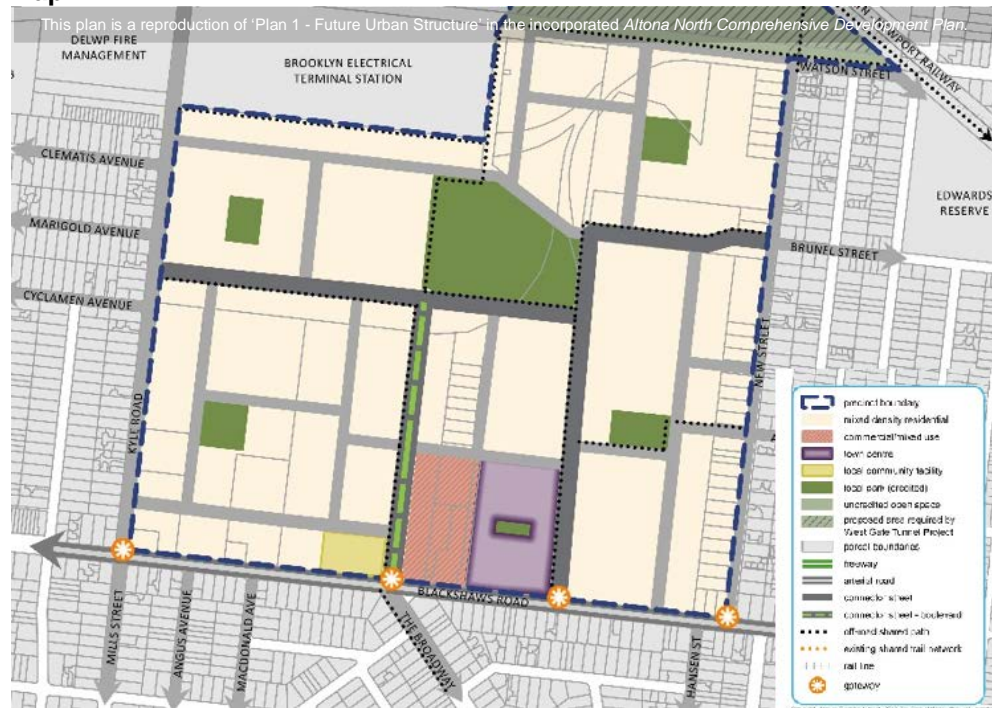 This plan is a reproduction of ‘Plan 1 - Future Urban Structure’ in the incorporated Altona North Comprehensive Development Plan.
DELWP FIRE
MANAGEMENT
BROOKLYN ELECTRICAL
TERMINAL STATION
NEWPORT RAILWAY
WATSON STREET
CLEMATIS AVENUE
EDWARDS
RESERVE
MARIGOLD AVENUE
BRUNEL STREET
CYCLAMEN AVENUE
NEW STREET
KYLE ROAD
precinct boundary
mixed density residential
commercial/mixed use
town centre
local community facility
local park (credited)
uncredited open space
proposed area required by
West Gate Tunnel Project
parcel boundaries
freeway
arterial road
connector street
connector street - boulevard
off-road shared path
existing shared trail network
rail line
gateway
BLACKSHAWS ROAD
MILLS STREET
ANGUS AVENUE
MACDONALD AVE
THE BROADWAY
HANSEN ST